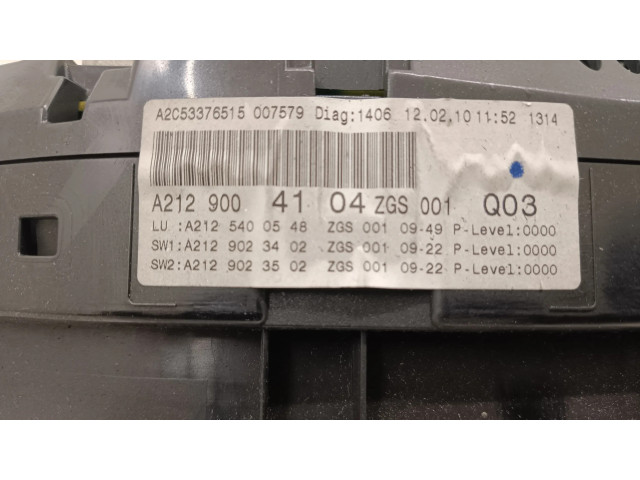 A2C53376515 007579 Diag:1406 12.02.10 11:52 1314
A212 900 41 04 ZGS 001 Q03
LU :A212 540 05 48 ZGS 001 09-49 P-Level:0000
SW1:A212 902 34 02 ZGS 001 09-22 P-Level:0000
SW2:A212 902 35 02 ZGS 001 09-22 P-Level:0000